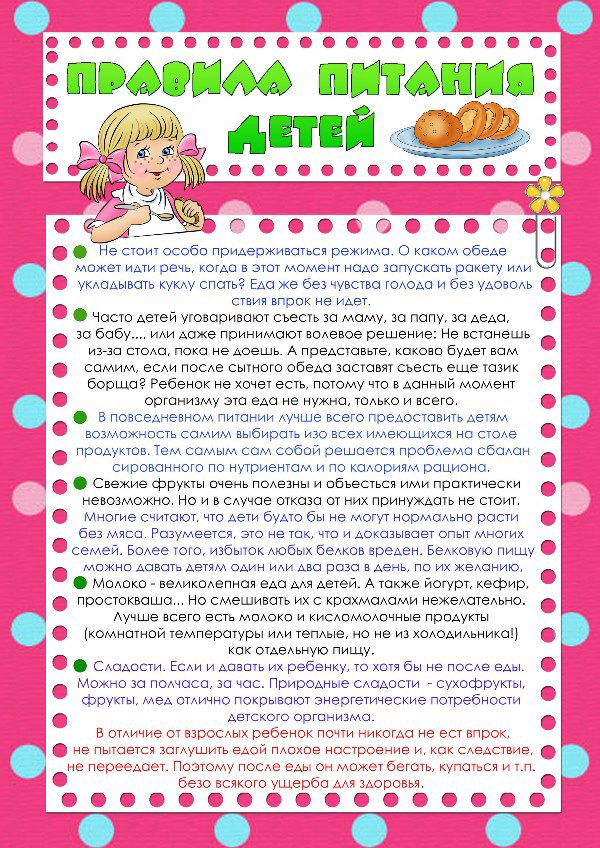 ПРАВИЛА ПИТАНИЯ
ДЕТЕЙ
Не стоит особо придерживаться режима. О каком обеде
может идти речь, когда в этот момент надо запускать ракету или
укладывать куклу спать? Еда же без чувства голода и без удоволь
ствия впрок не идет.
Часто детей уговаривают съесть за маму, за папу, за деда,
за бабу.... или даже принимают волевое решение: Не встанешь
из-за стола, пока не доешь. А представьте, каково будет вам
самим, если после сытного обеда заставят съесть еще тазик
борща? Ребенок не хочет есть, потому что в данный момент
организму эта еда не нужна, только и всего.
В повседневном питании лучше всего предоставить детям
возможность самим выбирать изо всех имеющихся на столе
продуктов. Тем самым сам собой решается проблема сбалан
сированного по нутриентам и по калориям рациона.
Свежие фрукты очень полезны и объесться ими практически
невозможно. Но и в случае отказа от них принуждать не стоит.
Многие считают, что дети будто бы не могут нормально расти
без мяса. Разумеется, это не так, что и доказывает опыт многих
семей. Более того, избыток любых белков вреден. Белковую пищу
можно давать детям один или два раза в день, по их желанию,
Молоко - великолепная еда для детей. А также йогурт, кефир,
простокваша... Но смешивать их с крахмалами нежелательно.
Лучше всего есть молоко и кисломолочные продукты
(комнатной температуры или теплые, но не из холодильника!)
как отдельную пищу.
Сладости. Если и давать их ребенку, то хотя бы не после еды.
Можно за полчаса, за час. Природные сладости - сухофрукты,
фрукты, мед отлично покрывают энергетические потребности
детского организма.
В отличие от взрослых ребенок почти никогда не ест впрок,
не пытается заглушить едой плохое настроение и, как следствие,
не переедает. Поэтому после еды он может бегать, купаться и т.п.
безо всякого ущерба для здоровья.